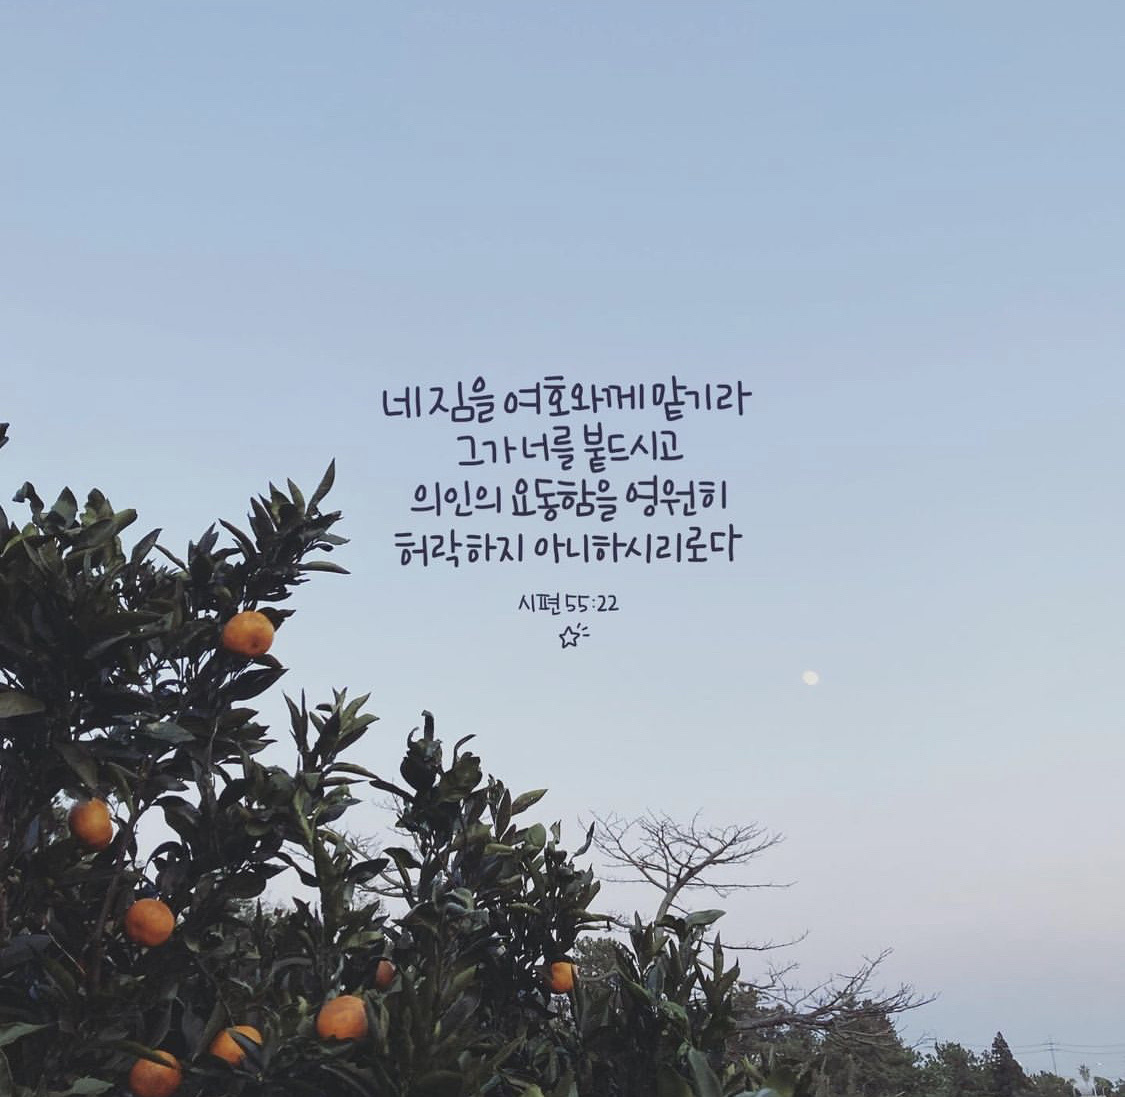 네 짐을 여호와께 맡기라
그가 너를 붙드시고
의인의 요동함을 영원히
허락하지 아니하시리로다
시편 55:22